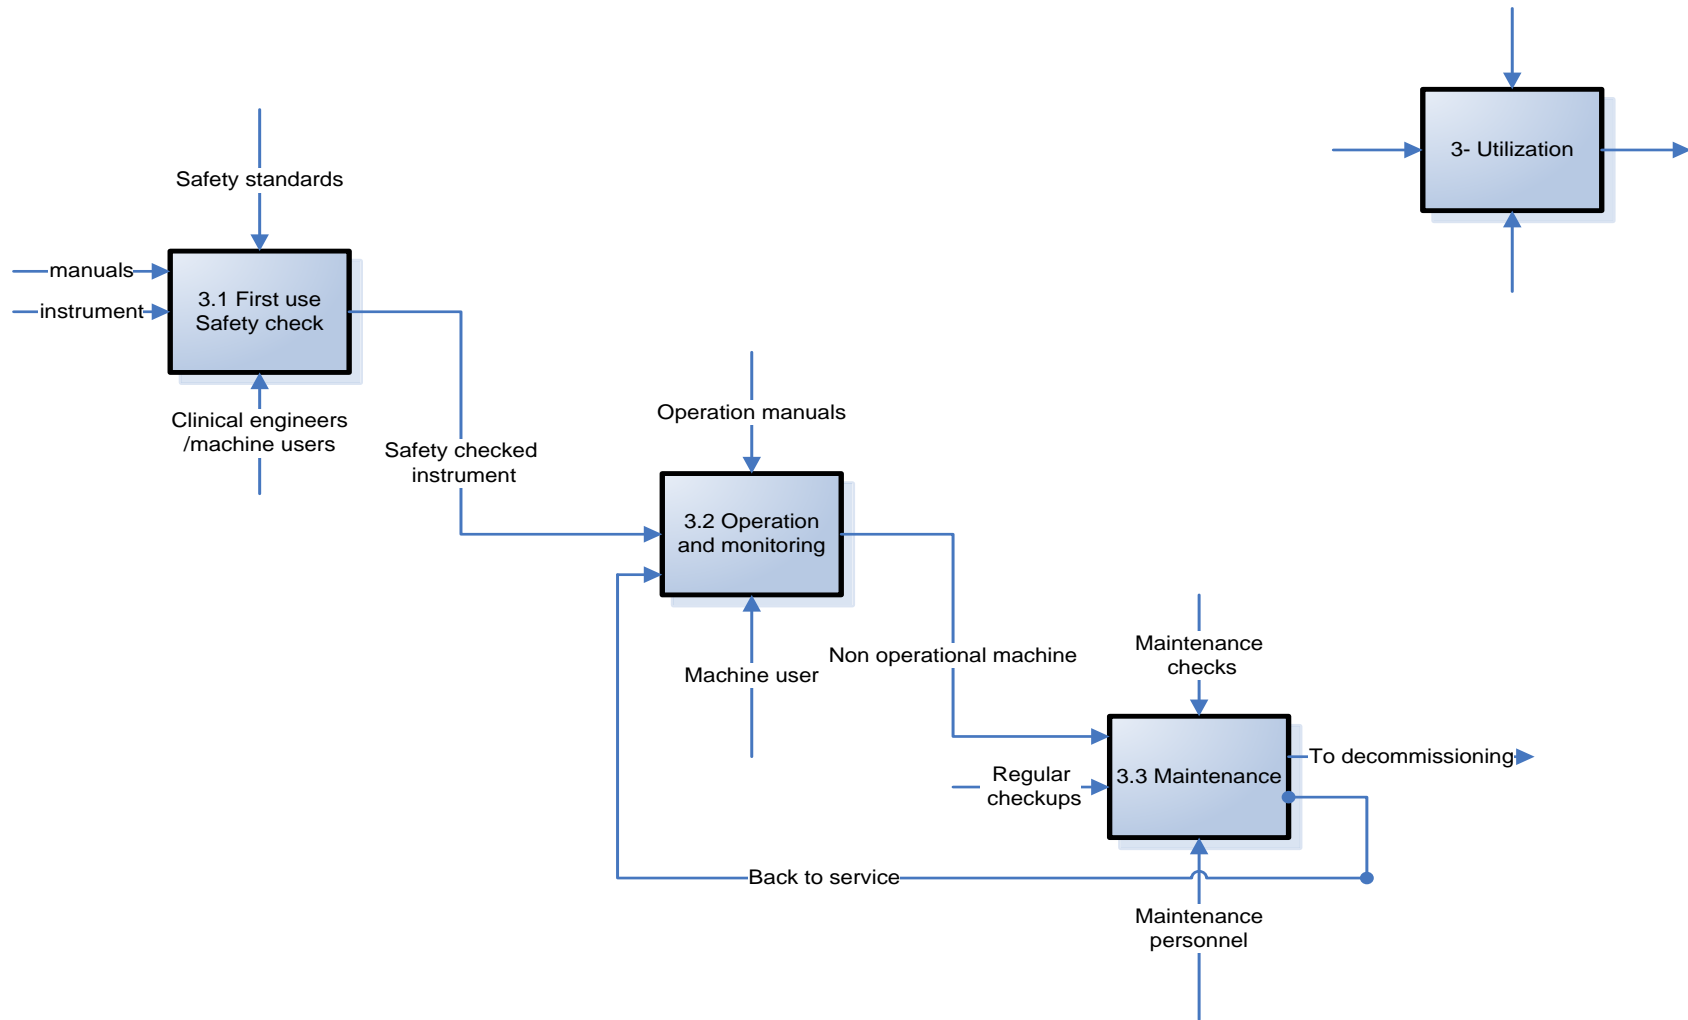 3- Utilization
Safety standards
manuals
instrument
3.1 First use
Safety check
Clinical engineers
/machine users
Safety checked
instrument
Operation manuals
3.2 Operation
and monitoring
Machine user
Non operational machine
Maintenance
checks
Regular
checkups
3.3 Maintenance
To decommissioning
Back to service
Maintenance
personnel